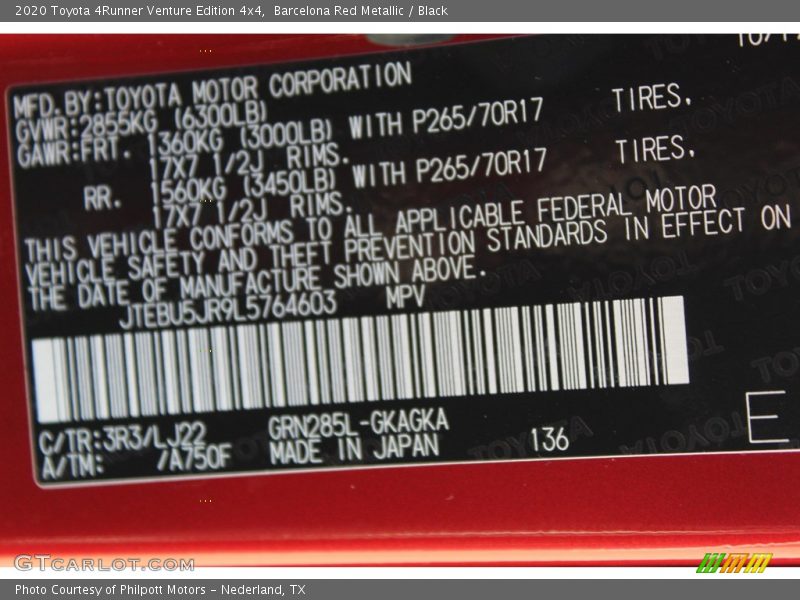 2020 Toyota 4Runner Venture Edition 4x4, Barcelona Red Metallic / Black
MFD.BY:TOYOTA MOTOR CORPORATION
GVWR:2855KG (6300LB)
GAWR:FRT. 1360KG (3000LB) WITH P265/70R17 TIRES,
17X7 1/2J RIMS.
RR. 1560KG (3450LB) WITH P265/70R17 TIRES,
17X7 1/2J RIMS.
THIS VEHICLE CONFORMS TO ALL APPLICABLE FEDERAL MOTOR
VEHICLE SAFETY AND THEFT PREVENTION STANDARDS IN EFFECT ON
THE DATE OF MANUFACTURE SHOWN ABOVE.
JTEBU5JR9L5764603 MPV
C/TR:3R3/LJ22 GRN285L-GKAGKA
A/TM: /A750F MADE IN JAPAN 136
E
GTCARLOT.COM
Photo Courtesy of Philpott Motors - Nederland, TX